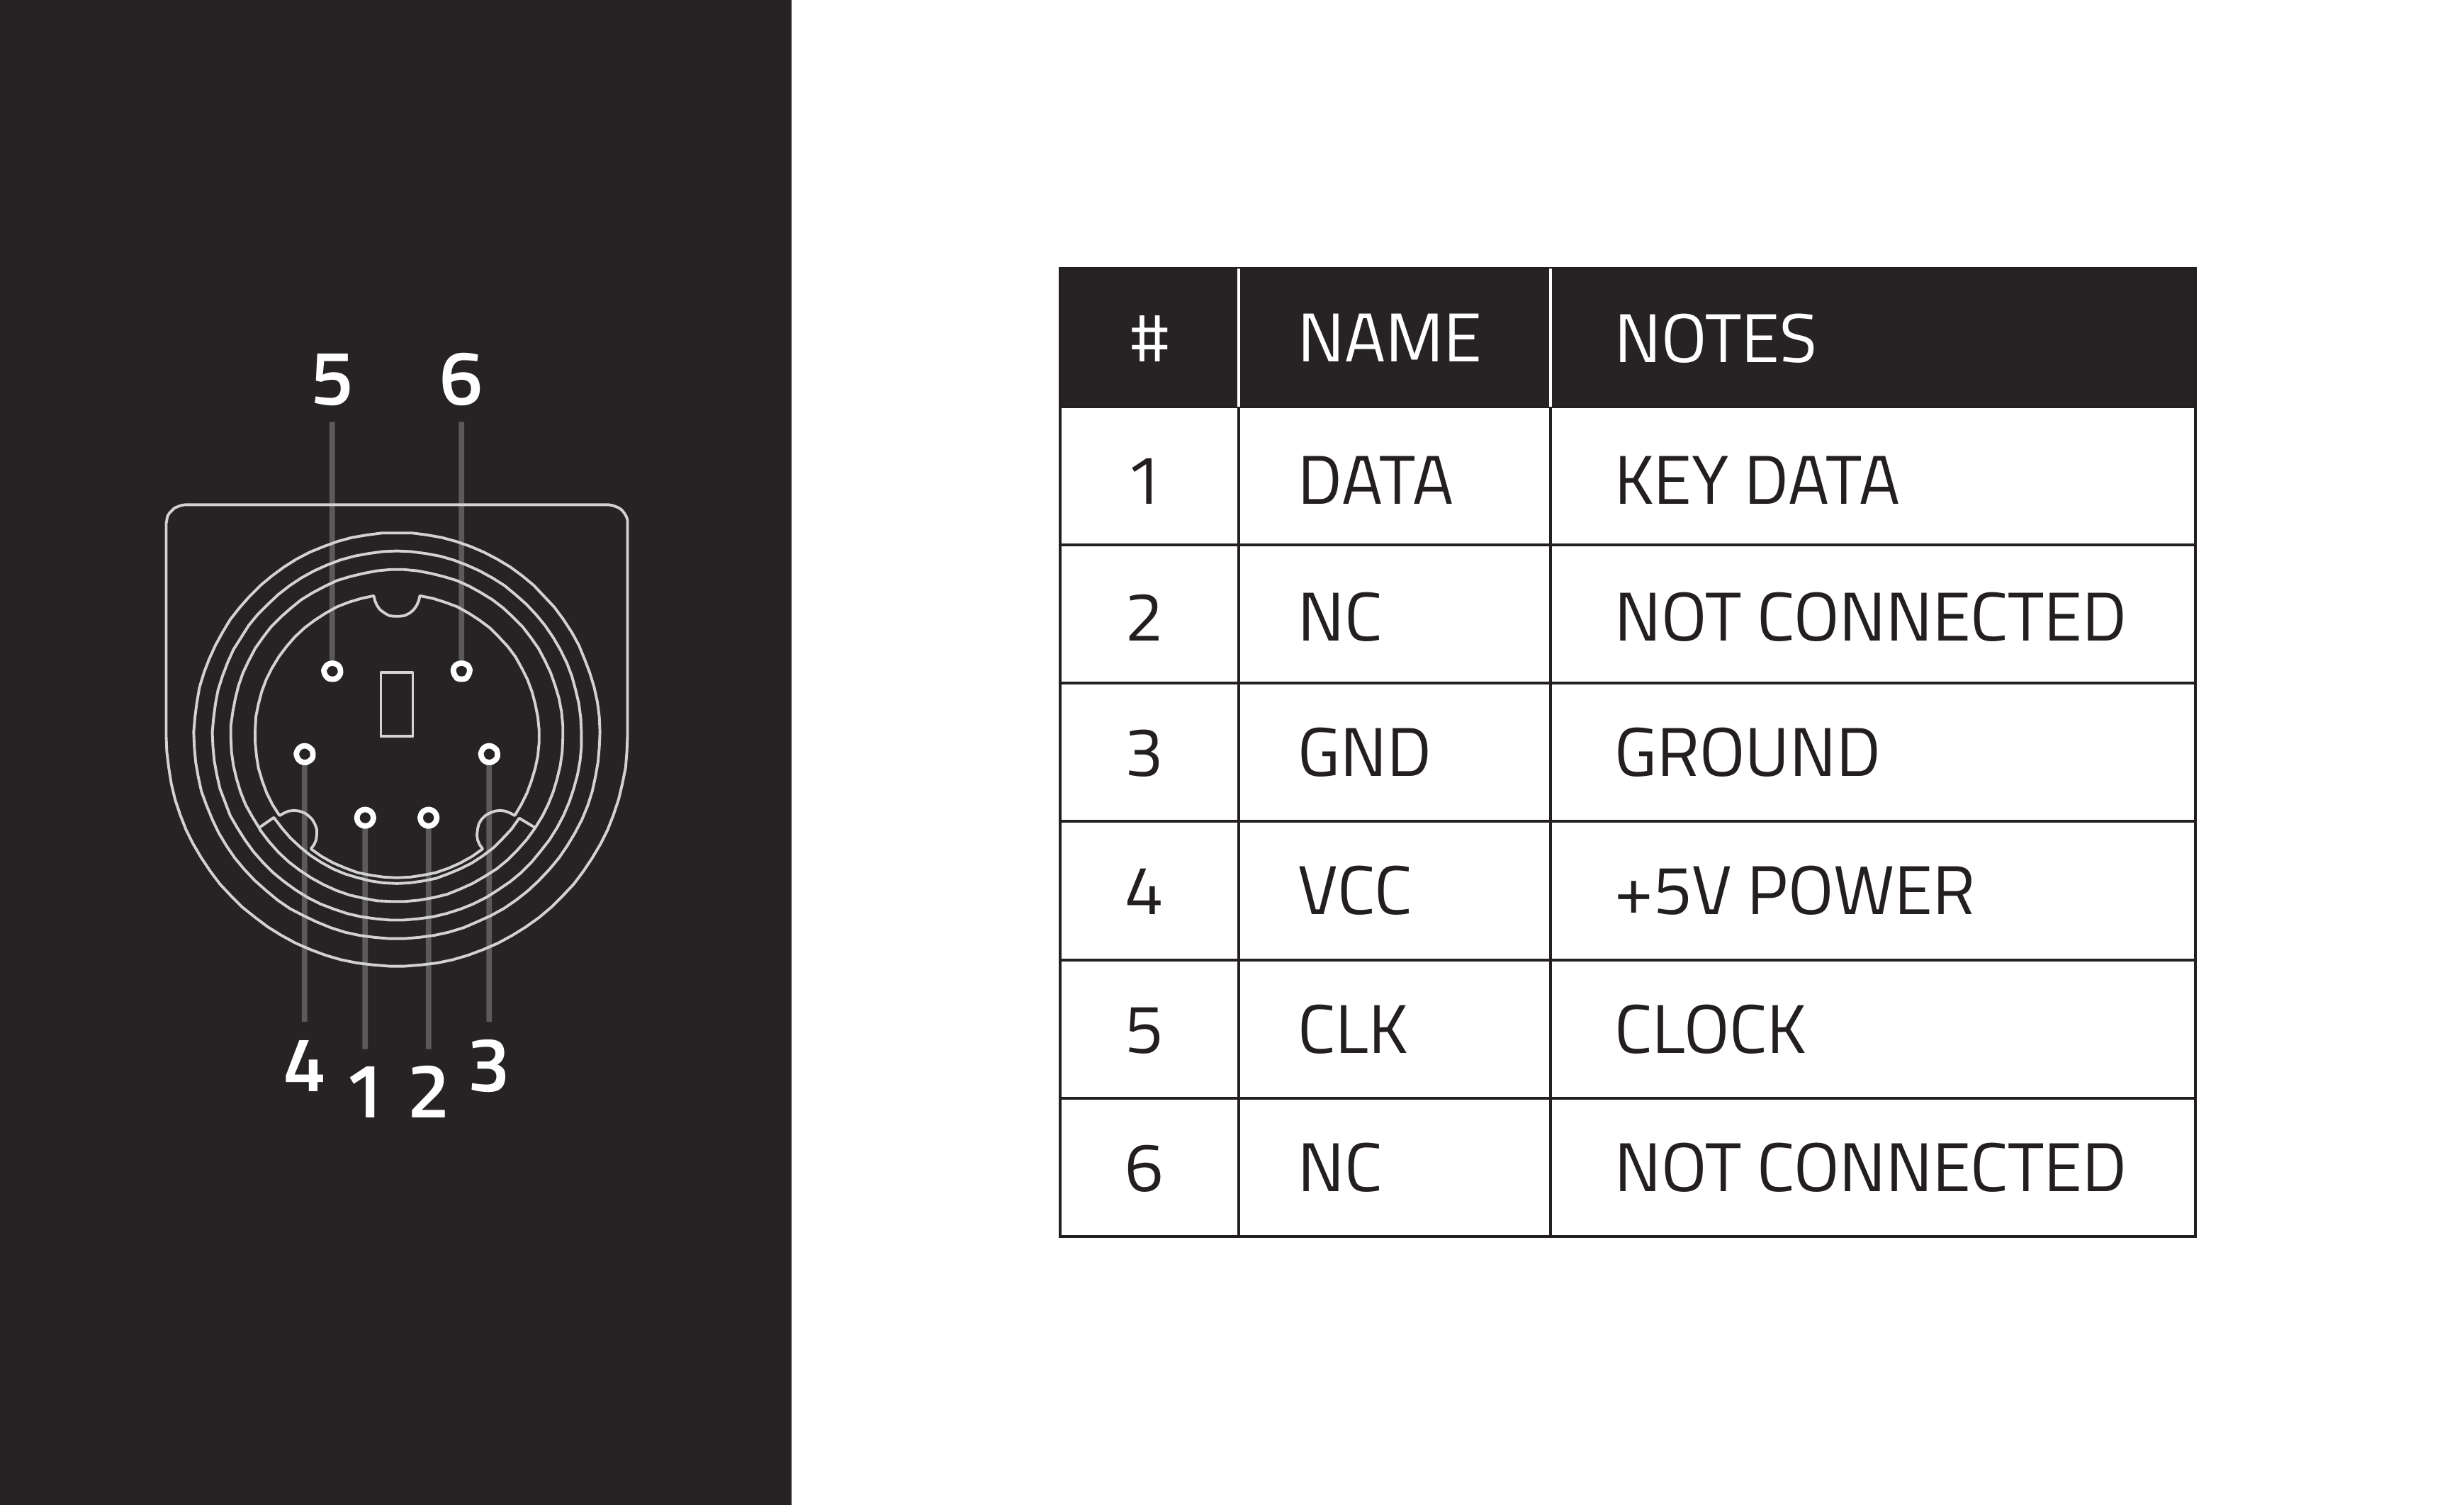 5 6
4 1 2 3
# NAME NOTES
1 DATA KEY DATA
2 NC NOT CONNECTED
3 GND GROUND
4 VCC +5V POWER
5 CLK CLOCK
6 NC NOT CONNECTED